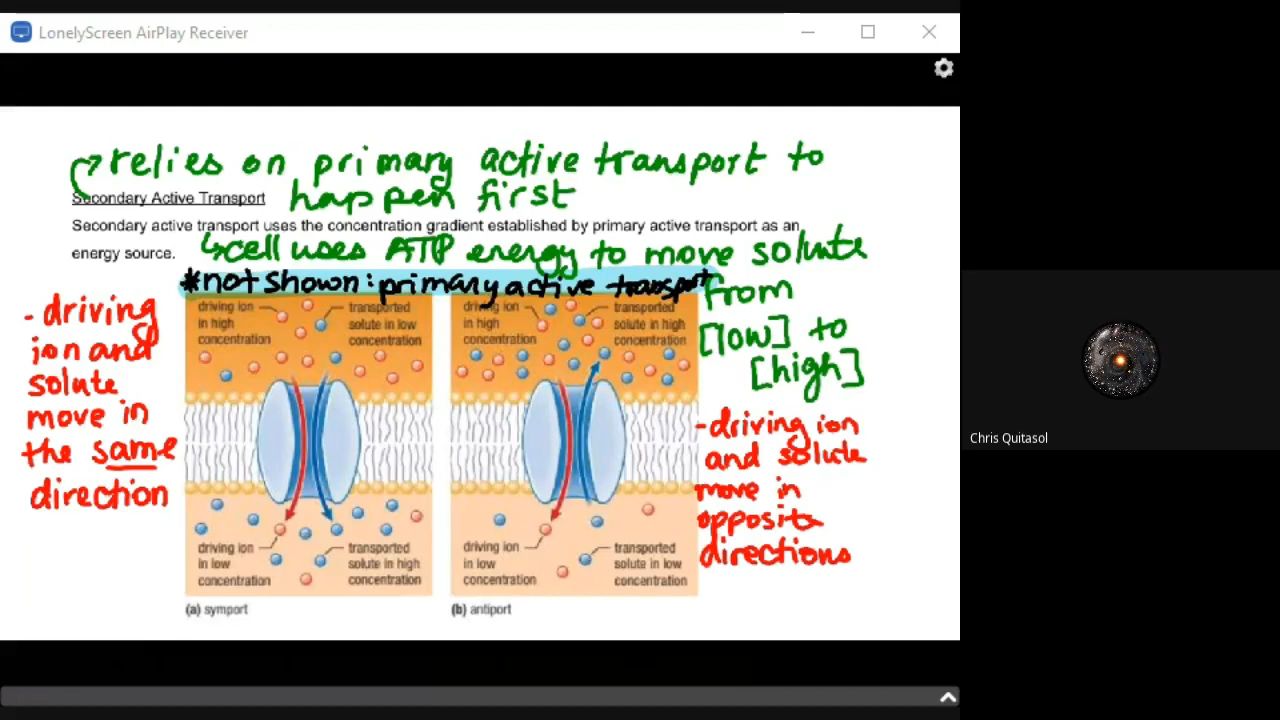 LonelyScreen AirPlay Receiver
relies on primary active transport to
happen first
Secondary Active Transport
Secondary active transport uses the concentration gradient established by primary active transport as an
energy source.
↳cell uses ATP energy to move solute
from
[low] to
[high]
*not shown: primary active transport
- driving
ion and
solute
move in
the same
direction
driving ion
in high
concentration
transported
solute in low
concentration
driving ion
in low
concentration
transported
solute in high
concentration
(a) symport
driving ion
in high
concentration
transported
solute in high
concentration
driving ion
in low
concentration
transported
solute in low
concentration
(b) antiport
- driving ion
and solute
move in
opposite
directions
Chris Quitasol